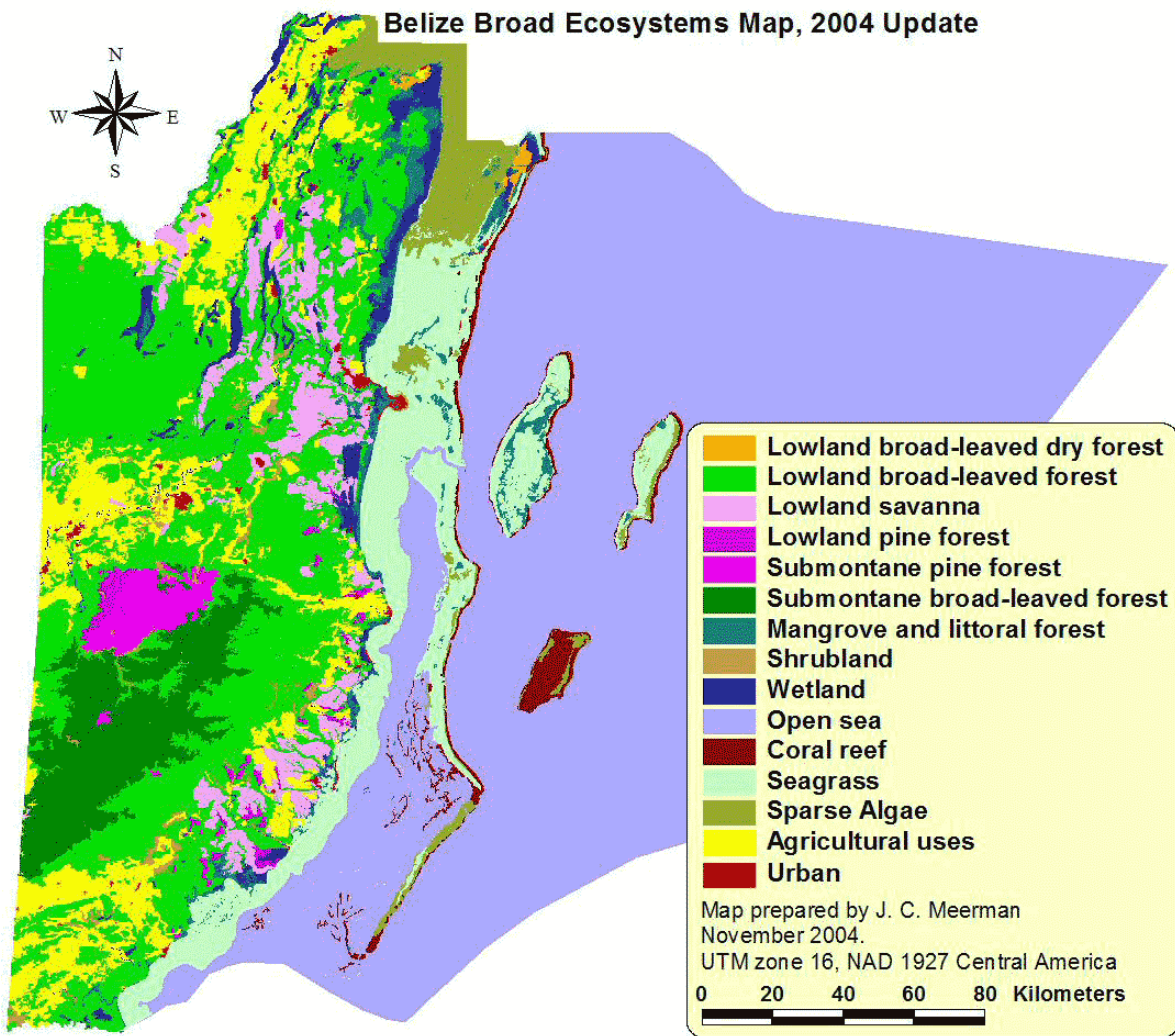 Belize Broad Ecosystems Map, 2004 Update
N
W E
S
Lowland broad-leaved dry forest
Lowland broad-leaved forest
Lowland savanna
Lowland pine forest
Submontane pine forest
Submontane broad-leaved forest
Mangrove and littoral forest
Shrubland
Wetland
Open sea
Coral reef
Seagrass
Sparse Algae
Agricultural uses
Urban
Map prepared by J. C. Meerman
November 2004.
UTM zone 16, NAD 1927 Central America
0 20 40 60 80 Kilometers